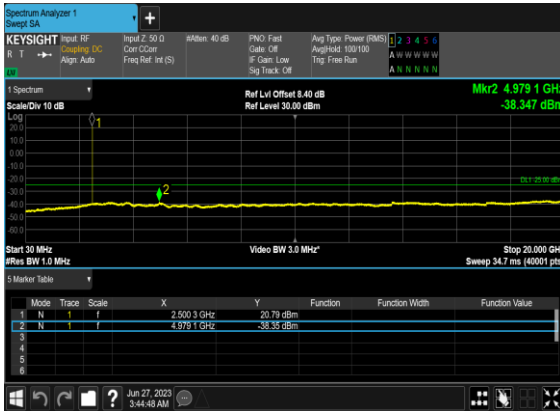 Spectrum Analyzer 1
Swept SA
+
KEYSIGHT
R T
Input: RF
Coupling: DC
Align: Auto
Input Z: 50 Ω
Corr CCorr
Freq Ref: Int (S)
#Atten: 40 dB
PNO: Fast
Gate: Off
IF Gain: Low
Sig Track: Off
Avg Type: Power (RMS)
Avg|Hold: 100/100
Trig: Free Run
1 2 3 4 5 6
A W W W W W
A N N N N N
1 Spectrum
Scale/Div 10 dB
Ref Lvl Offset 8.40 dB
Ref Level 30.00 dBm
Mkr2 4.979 1 GHz
-38.347 dBm
Log
20.0
10.0
0.00
-10.0
-20.0
-30.0
-40.0
-50.0
-60.0
1
2
DL1 -25.00 dBm
Start 30 MHz
#Res BW 1.0 MHz
Video BW 3.0 MHz*
Stop 20.000 GHz
Sweep 34.7 ms (40001 pts)
5 Marker Table
Mode Trace Scale X Y Function Function Width Function Value
1 N 1 f 2.500 3 GHz 20.79 dBm
2 N 1 f 4.979 1 GHz -38.35 dBm
3
4
5
6
?
Jun 27, 2023
3:44:48 AM